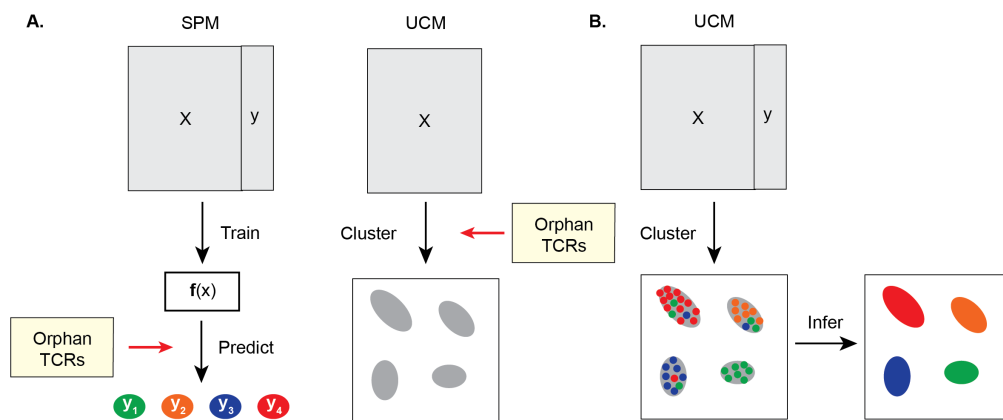 A.
SPM
X
y
Train
f(x)
Orphan
TCRs
Predict
y1
y2
y3
y4
UCM
X
Cluster
Orphan
TCRs
B.
UCM
X
y
Cluster
Infer